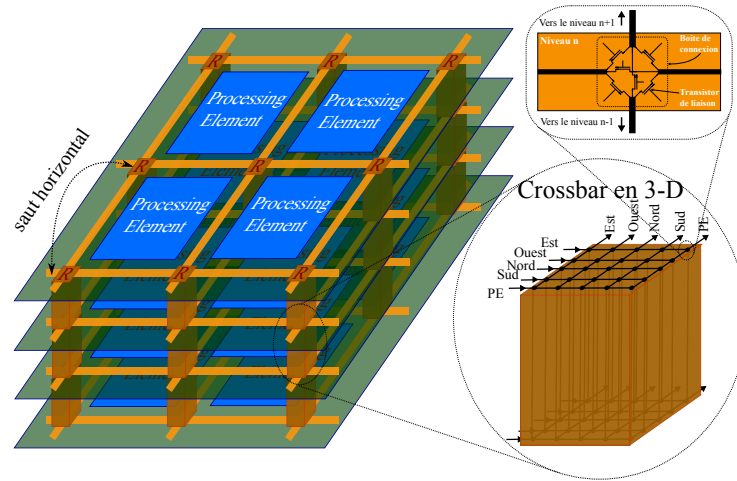 Vers le niveau n+1
Niveau n
Boite de
connexion
Transistor
de liaison
Vers le niveau n-1
R
R
R
Processing
Element
Processing
Element
saut horizontal
R
R
R
Processing
Element
Processing
Element
R
R
R
Crossbar en 3-D
Est
Ouest
Nord
Sud
PE
Est
Ouest
Nord
Sud
PE